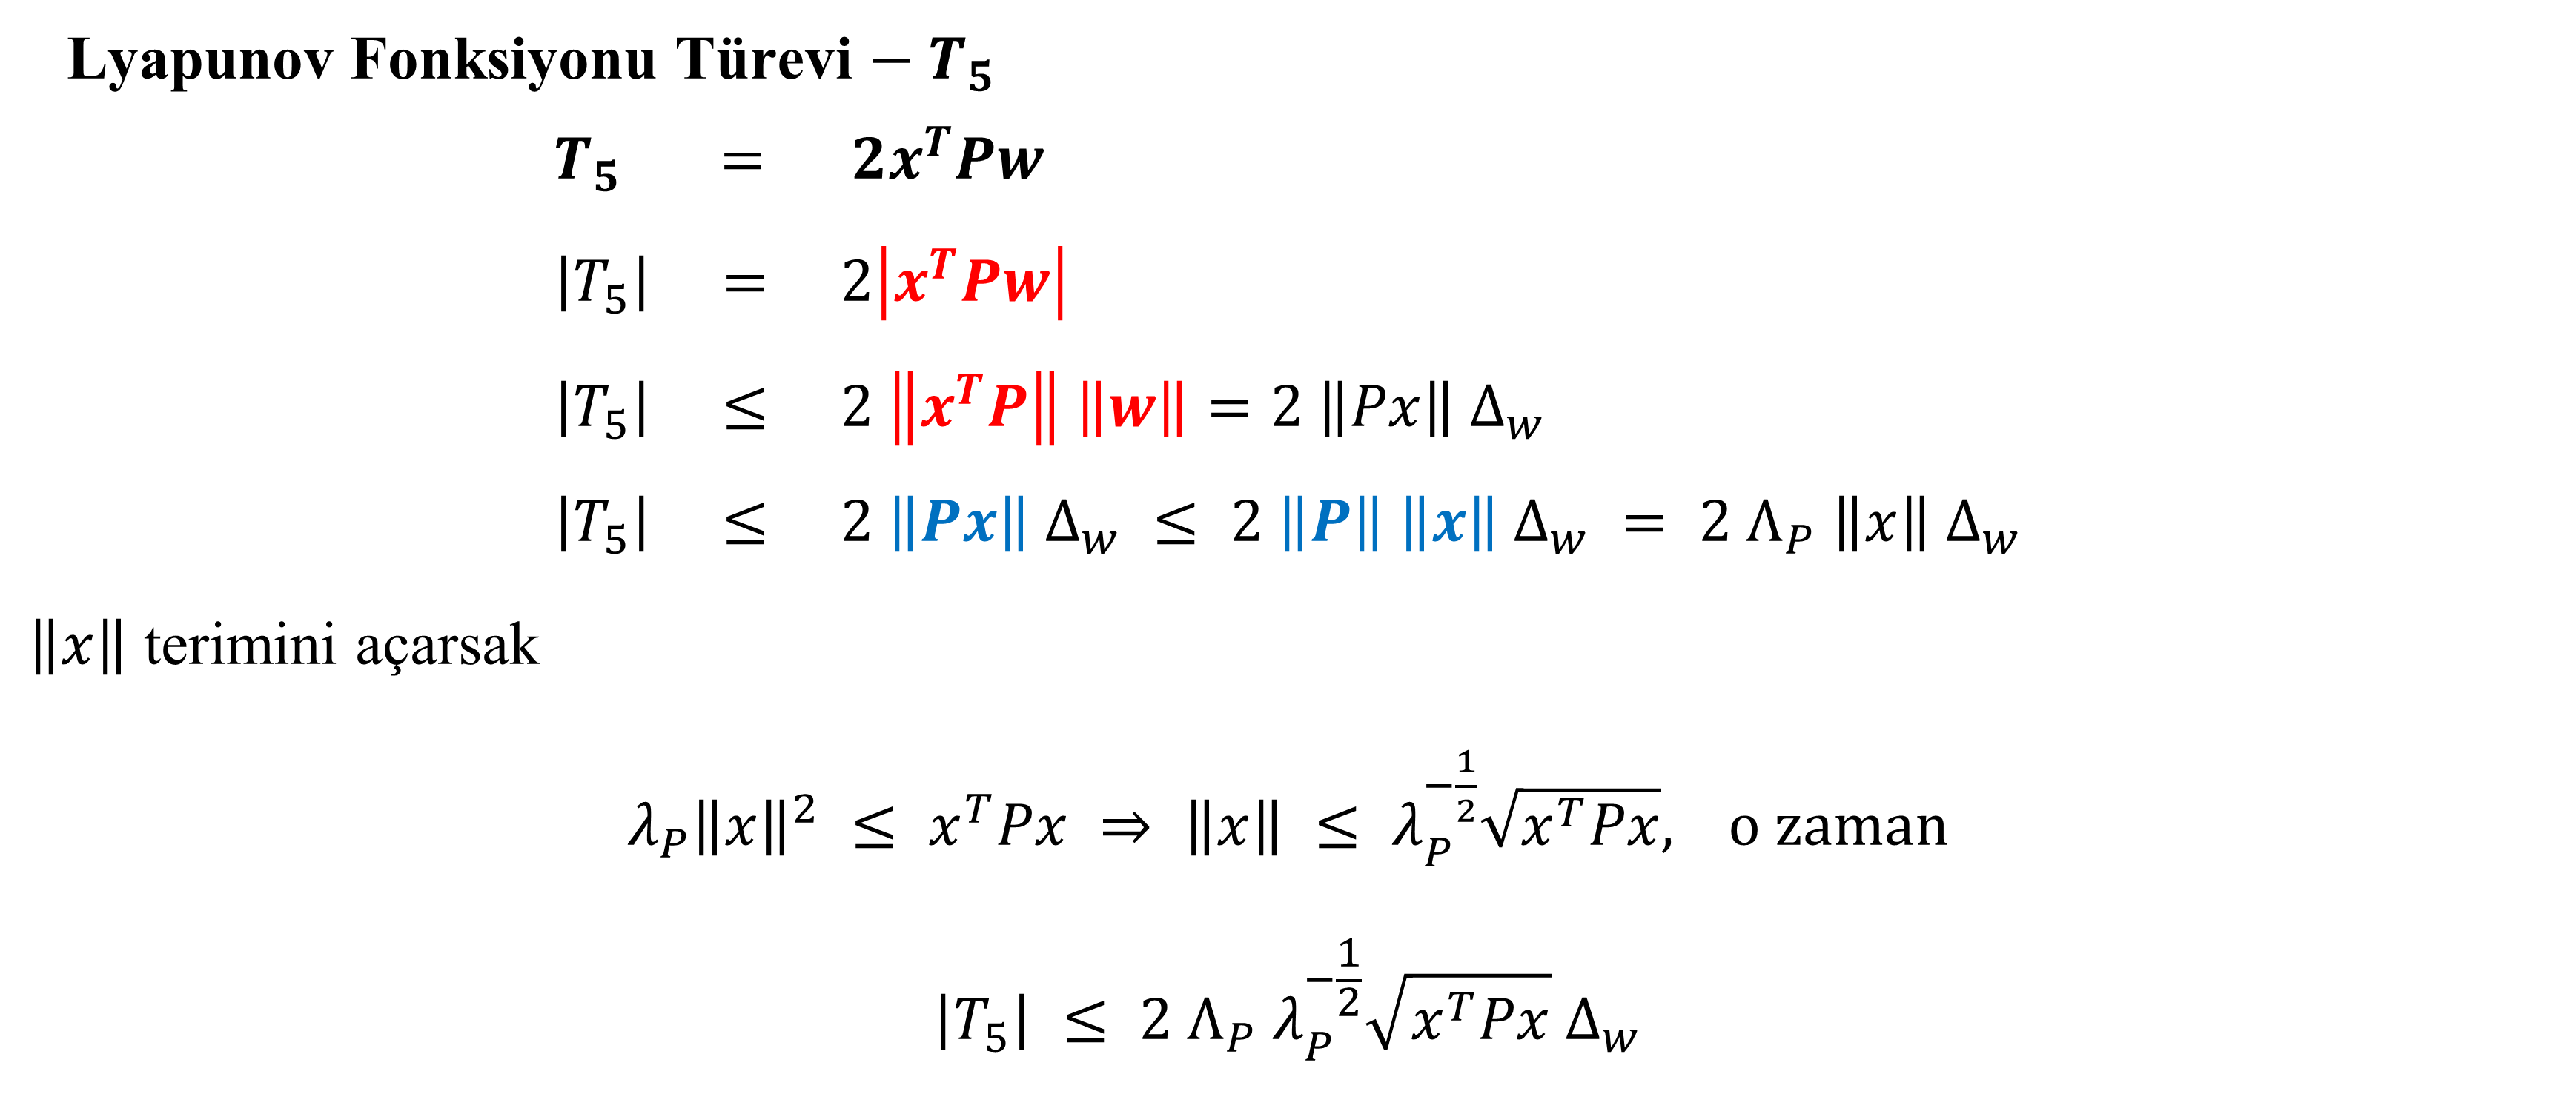 Lyapunov Fonksiyonu Türevi – T₅
T₅ = 2xᵀPw
|T₅| = 2|xᵀPw|
|T₅| ≤ 2 ‖xᵀP‖ ‖w‖ = 2 ‖Px‖ Δ_w
|T₅| ≤ 2 ‖Px‖ Δ_w ≤ 2 ‖P‖ ‖x‖ Δ_w = 2 Λ_P ‖x‖ Δ_w
‖x‖ terimini açarsak
λ_P‖x‖² ≤ xᵀPx ⇒ ‖x‖ ≤ λ_P^{-1/2}√(xᵀPx), o zaman
|T₅| ≤ 2 Λ_P λ_P^{-1/2}√(xᵀPx) Δ_w